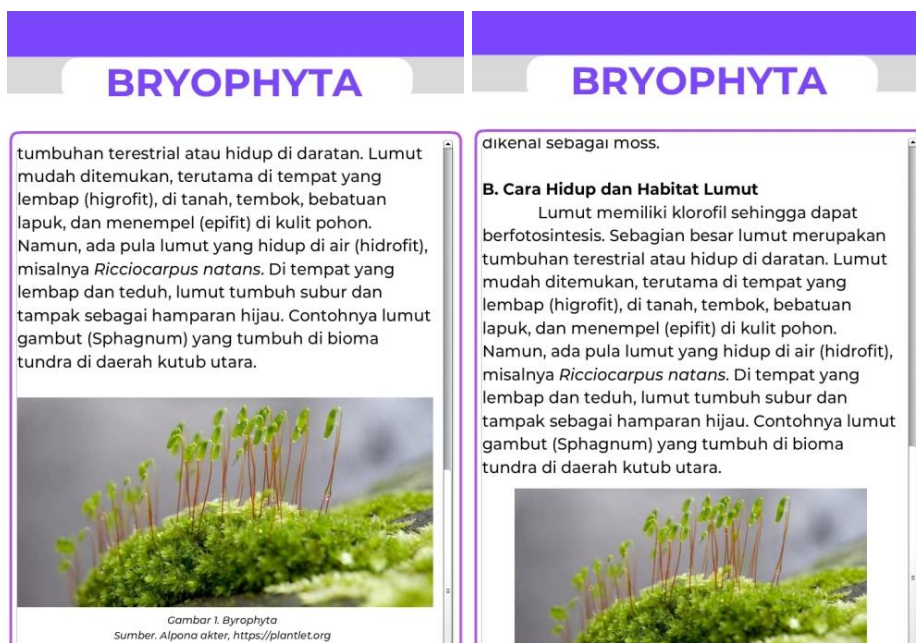 BRYOPHYTA
tumbuhan terestrial atau hidup di daratan. Lumut
mudah ditemukan, terutama di tempat yang
lembap (higrofit), di tanah, tembok, bebatuan
lapuk, dan menempel (epifit) di kulit pohon.
Namun, ada pula lumut yang hidup di air (hidrofit),
misalnya Ricciocarpus natans. Di tempat yang
lembap dan teduh, lumut tumbuh subur dan
tampak sebagai hamparan hijau. Contohnya lumut
gambut (Sphagnum) yang tumbuh di bioma
tundra di daerah kutub utara.
Gambar 1. Byrophyta
Sumber. Alpona akter, https://plantlet.org
BRYOPHYTA
dikenal sebagai moss.
B. Cara Hidup dan Habitat Lumut
Lumut memiliki klorofil sehingga dapat
berfotosintesis. Sebagian besar lumut merupakan
tumbuhan terestrial atau hidup di daratan. Lumut
mudah ditemukan, terutama di tempat yang
lembap (higrofit), di tanah, tembok, bebatuan
lapuk, dan menempel (epifit) di kulit pohon.
Namun, ada pula lumut yang hidup di air (hidrofit),
misalnya Ricciocarpus natans. Di tempat yang
lembap dan teduh, lumut tumbuh subur dan
tampak sebagai hamparan hijau. Contohnya lumut
gambut (Sphagnum) yang tumbuh di bioma
tundra di daerah kutub utara.